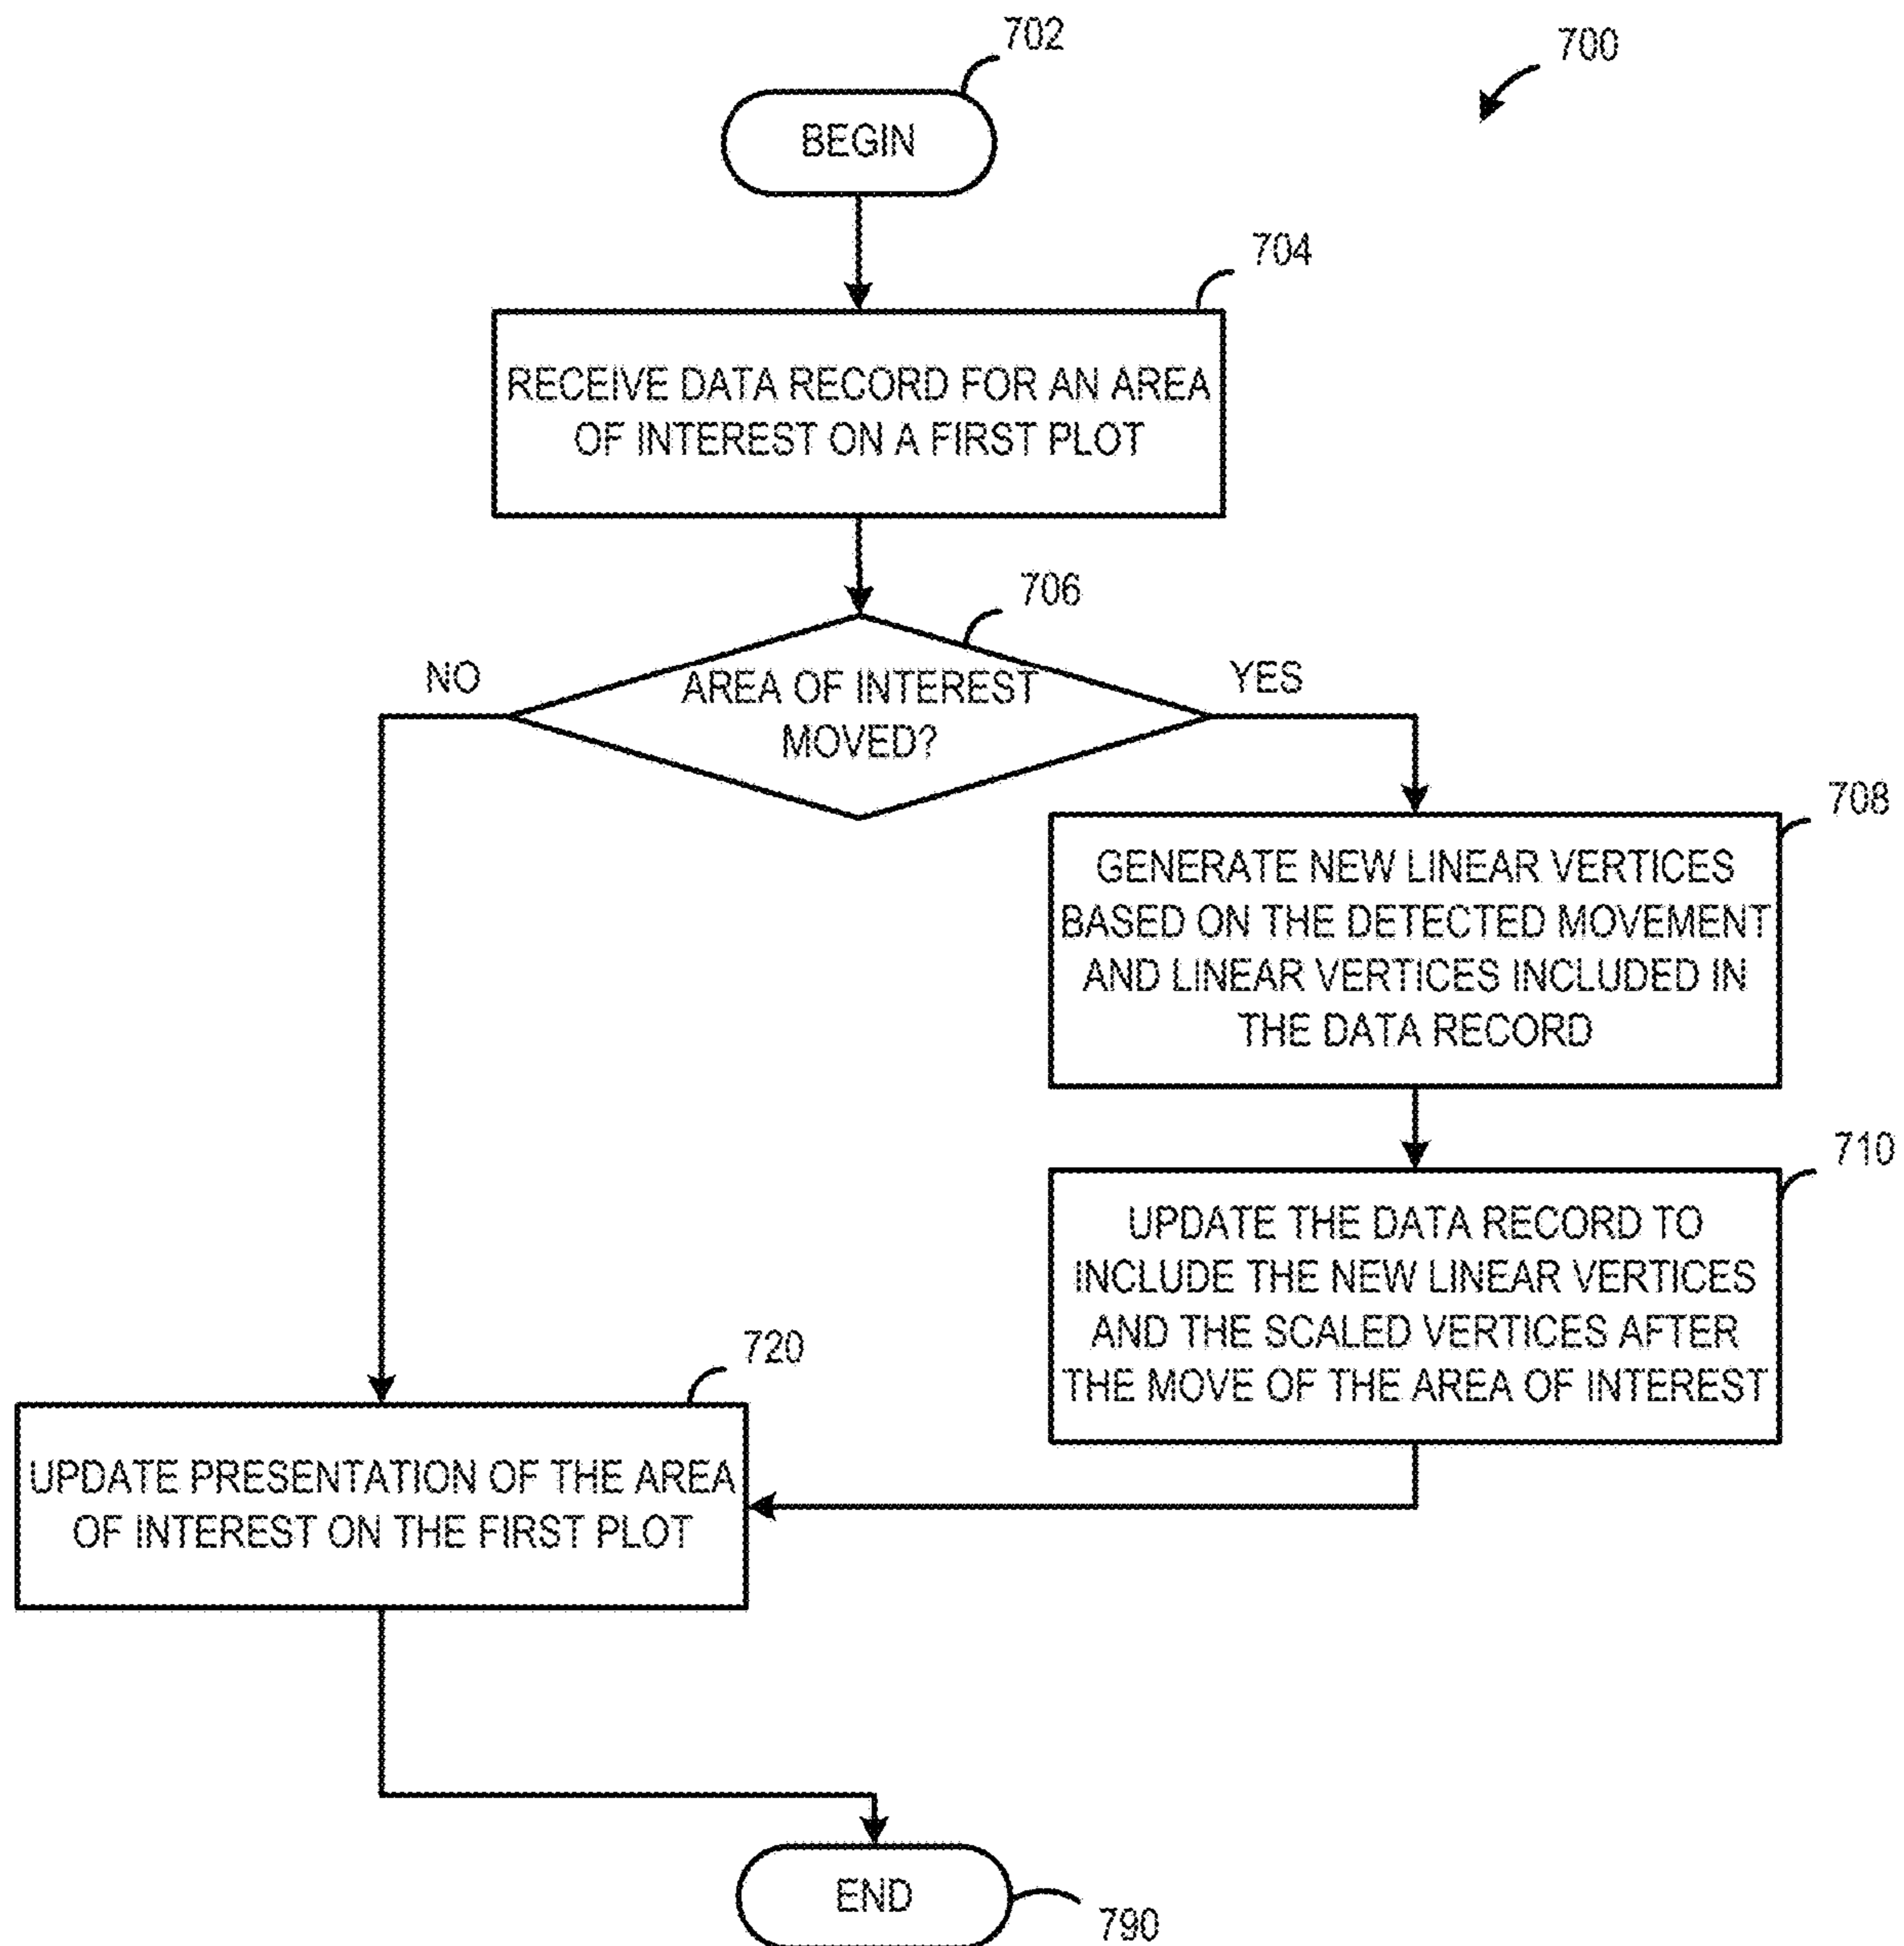 702
700
BEGIN
704
RECEIVE DATA RECORD FOR AN AREA
OF INTEREST ON A FIRST PLOT
706
NO
YES
AREA OF INTEREST
MOVED?
708
GENERATE NEW LINEAR VERTICES
BASED ON THE DETECTED MOVEMENT
AND LINEAR VERTICES INCLUDED IN
THE DATA RECORD
710
UPDATE THE DATA RECORD TO
INCLUDE THE NEW LINEAR VERTICES
AND THE SCALED VERTICES AFTER
THE MOVE OF THE AREA OF INTEREST
720
UPDATE PRESENTATION OF THE AREA
OF INTEREST ON THE FIRST PLOT
END
790